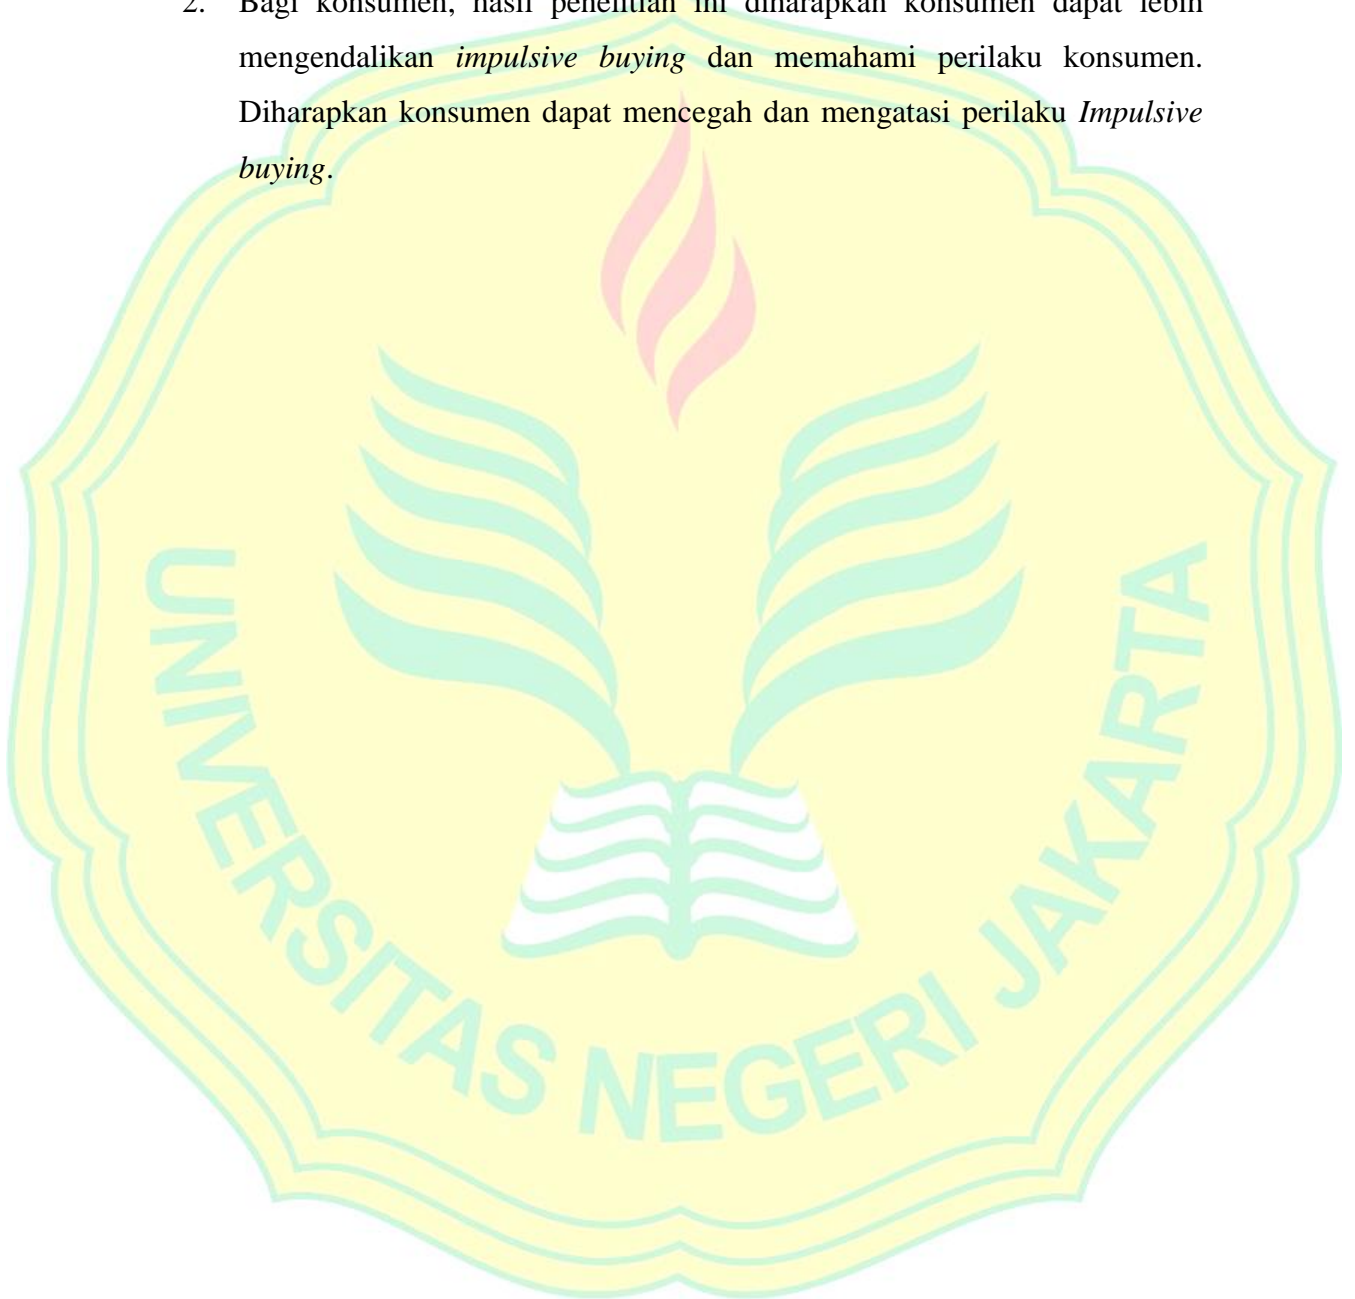 2. Bagi konsumen, hasil penelitian ini diharapkan konsumen dapat lebih
mengendalikan impulsive buying dan memahami perilaku konsumen.
Diharapkan konsumen dapat mencegah dan mengatasi perilaku Impulsive
buying.
UNIVERSITAS NEGERI JAKARTA